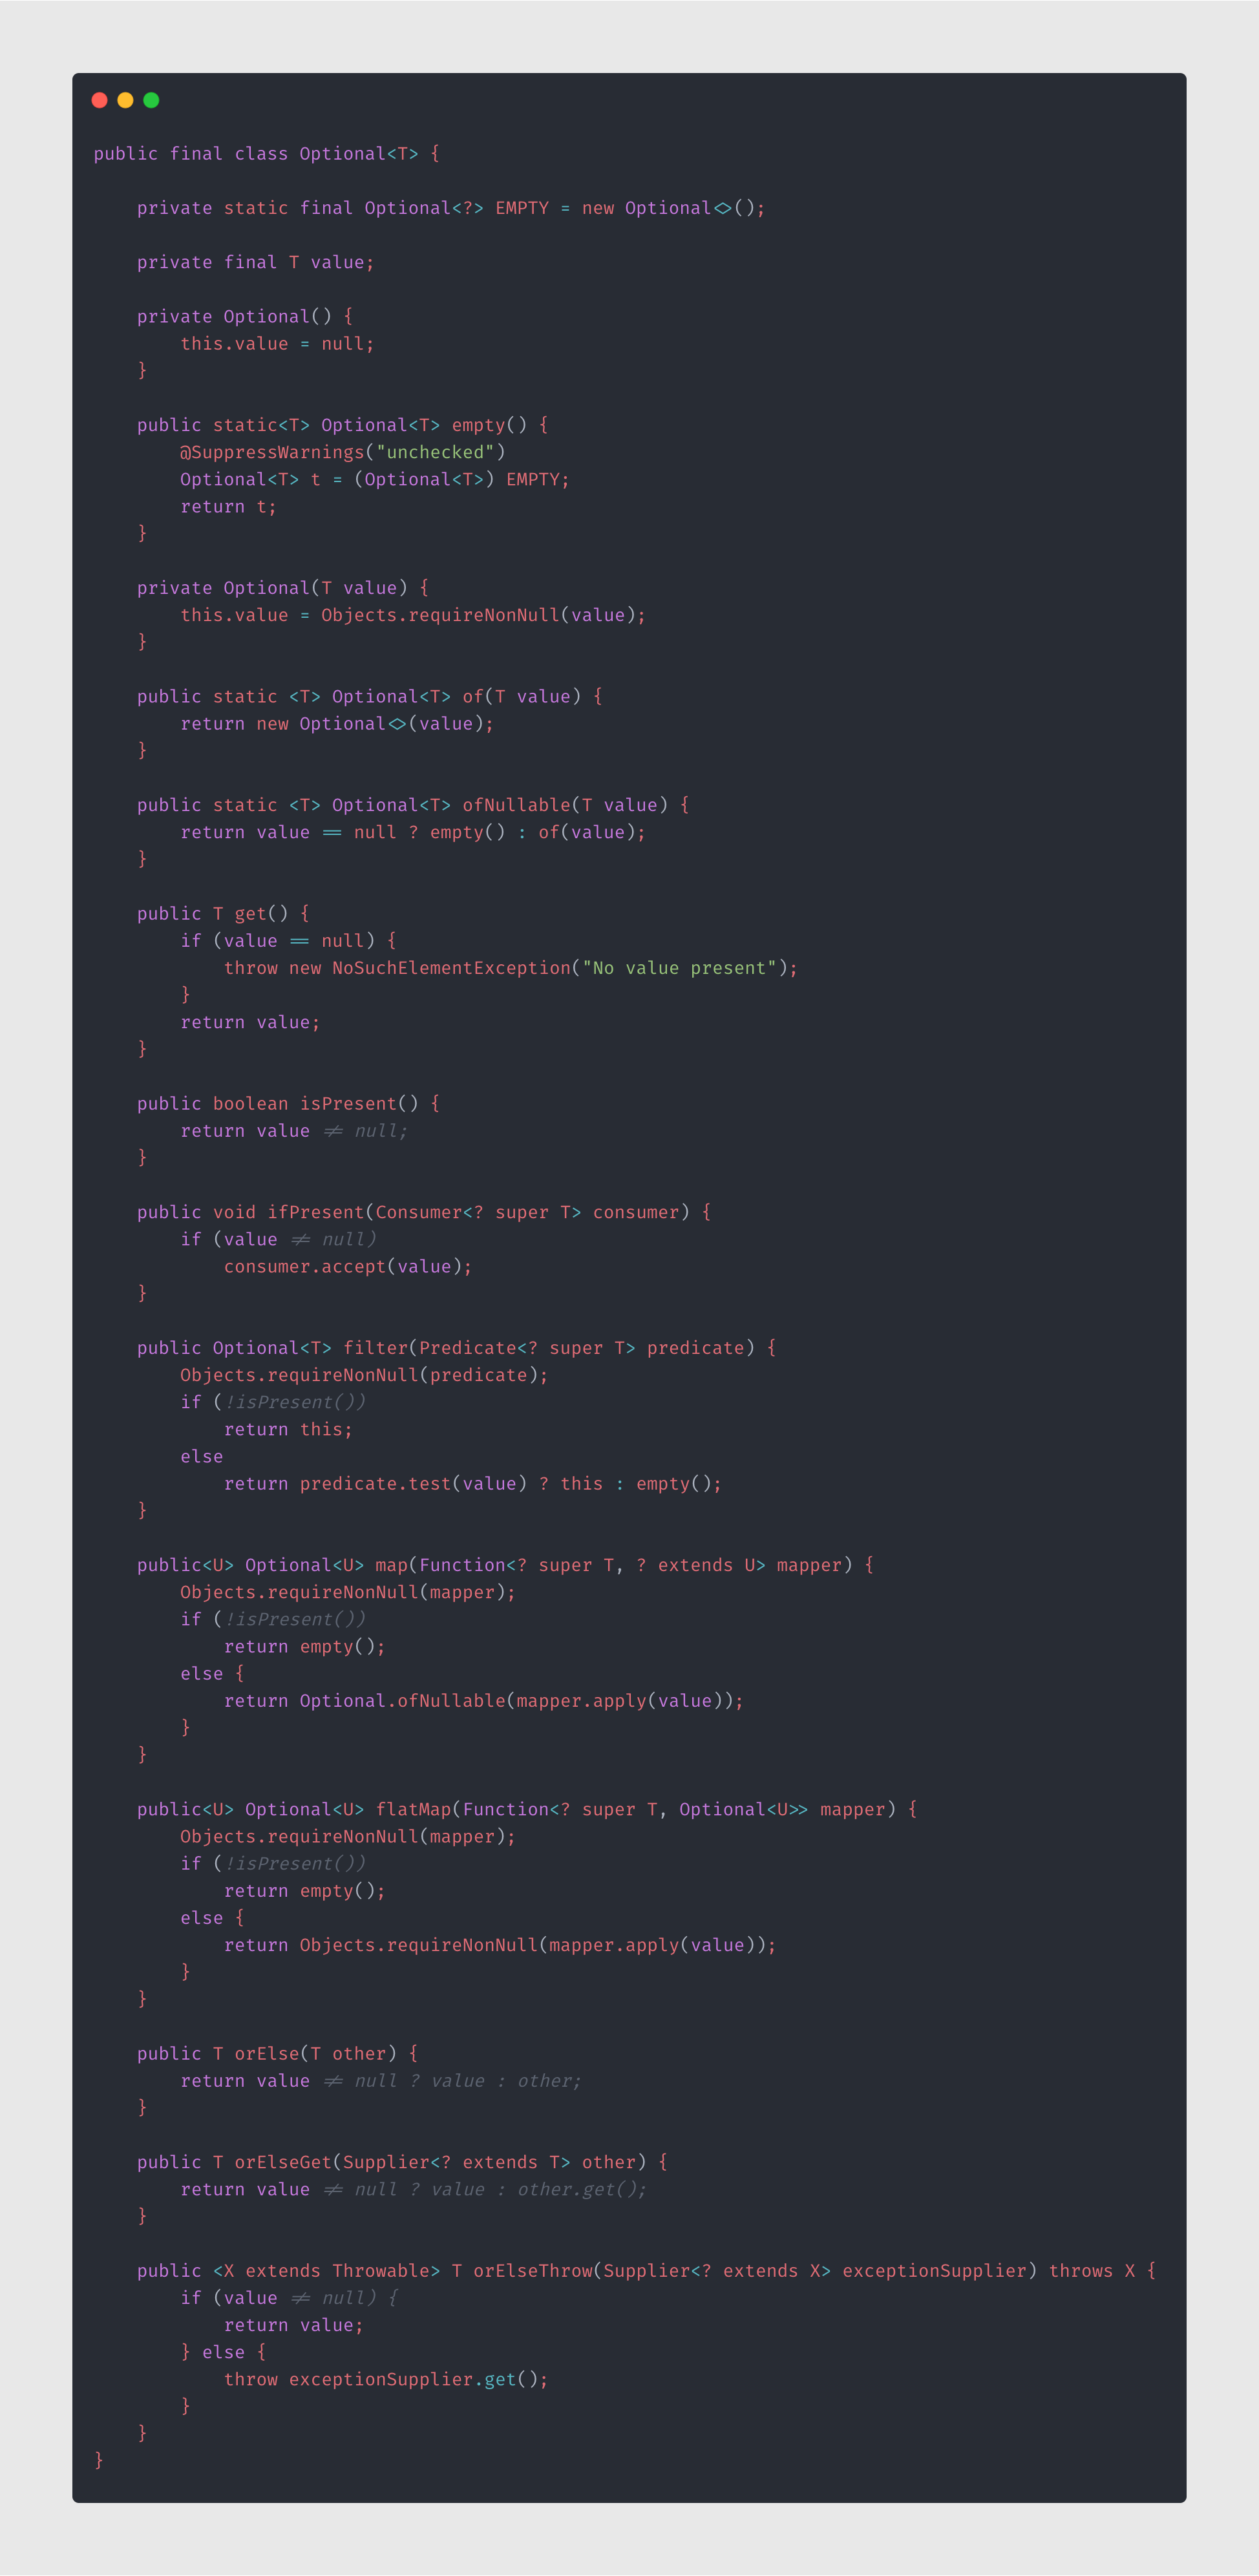 public final class Optional<T> {
    private static final Optional<?> EMPTY = new Optional<>();
    private final T value;
    private Optional() {
        this.value = null;
    }
    public static<T> Optional<T> empty() {
        @SuppressWarnings("unchecked")
        Optional<T> t = (Optional<T>) EMPTY;
        return t;
    }
    private Optional(T value) {
        this.value = Objects.requireNonNull(value);
    }
    public static <T> Optional<T> of(T value) {
        return new Optional<>(value);
    }
    public static <T> Optional<T> ofNullable(T value) {
        return value == null ? empty() : of(value);
    }
    public T get() {
        if (value == null) {
            throw new NoSuchElementException("No value present");
        }
        return value;
    }
    public boolean isPresent() {
        return value != null;
    }
    public void ifPresent(Consumer<? super T> consumer) {
        if (value != null)
            consumer.accept(value);
    }
    public Optional<T> filter(Predicate<? super T> predicate) {
        Objects.requireNonNull(predicate);
        if (!isPresent())
            return this;
        else
            return predicate.test(value) ? this : empty();
    }
    public<U> Optional<U> map(Function<? super T, ? extends U> mapper) {
        Objects.requireNonNull(mapper);
        if (!isPresent())
            return empty();
        else {
            return Optional.ofNullable(mapper.apply(value));
        }
    }
    public<U> Optional<U> flatMap(Function<? super T, Optional<U>> mapper) {
        Objects.requireNonNull(mapper);
        if (!isPresent())
            return empty();
        else {
            return Objects.requireNonNull(mapper.apply(value));
        }
    }
    public T orElse(T other) {
        return value != null ? value : other;
    }
    public T orElseGet(Supplier<? extends T> other) {
        return value != null ? value : other.get();
    }
    public <X extends Throwable> T orElseThrow(Supplier<? extends X> exceptionSupplier) throws X {
        if (value != null) {
            return value;
        } else {
            throw exceptionSupplier.get();
        }
    }
}